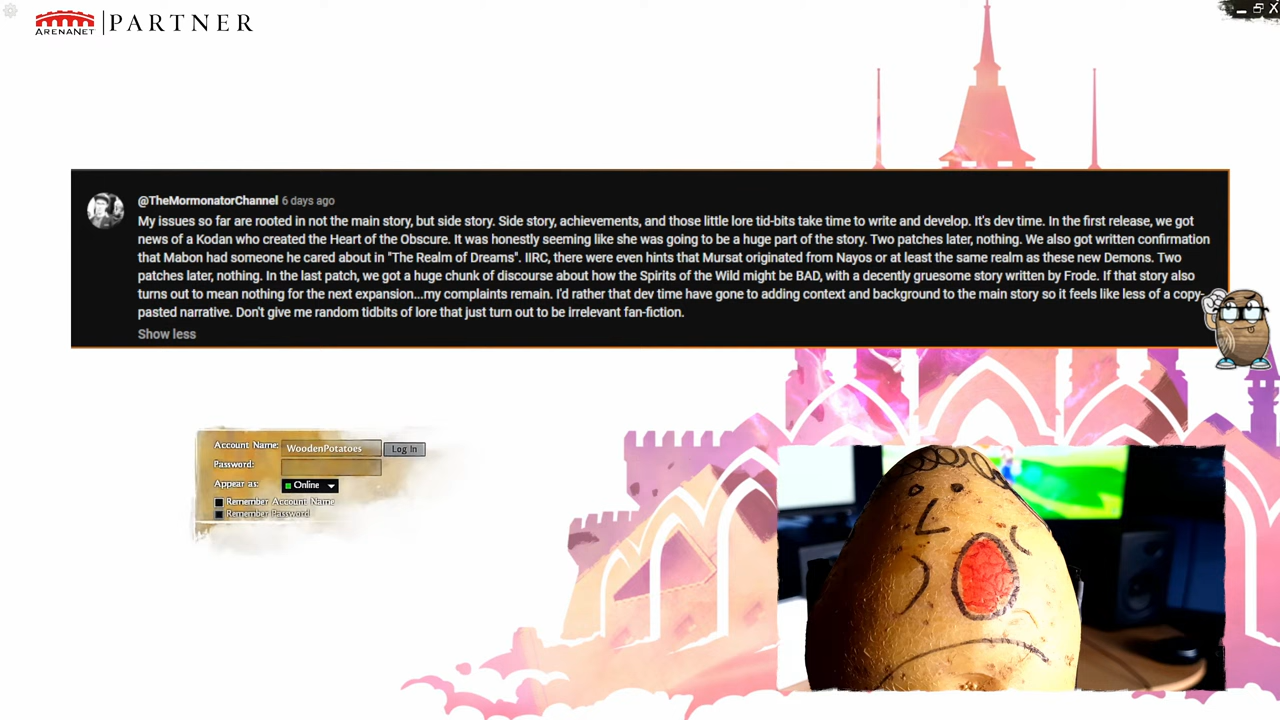 ARENANET
PARTNER
@TheMormonatorChannel 6 days ago
My issues so far are rooted in not the main story, but side story. Side story, achievements, and those little lore tid-bits take time to write and develop. It's dev time. In the first release, we got
news of a Kodan who created the Heart of the Obscure. It was honestly seeming like she was going to be a huge part of the story. Two patches later, nothing. We also got written confirmation
that Mabon had someone he cared about in "The Realm of Dreams". IIRC, there were even hints that Mursat originated from Nayos or at least the same realm as these new Demons. Two
patches later, nothing. In the last patch, we got a huge chunk of discourse about how the Spirits of the Wild might be BAD, with a decently gruesome story written by Frode. If that story also
turns out to mean nothing for the next expansion...my complaints remain. I'd rather that dev time have gone to adding context and background to the main story so it feels like less of a copy-
pasted narrative. Don't give me random tidbits of lore that just turn out to be irrelevant fan-fiction.
Show less
Account Name: WoodenPotatoes Log In
Password:
Appear as: Online
Remember Account Name
Remember Password